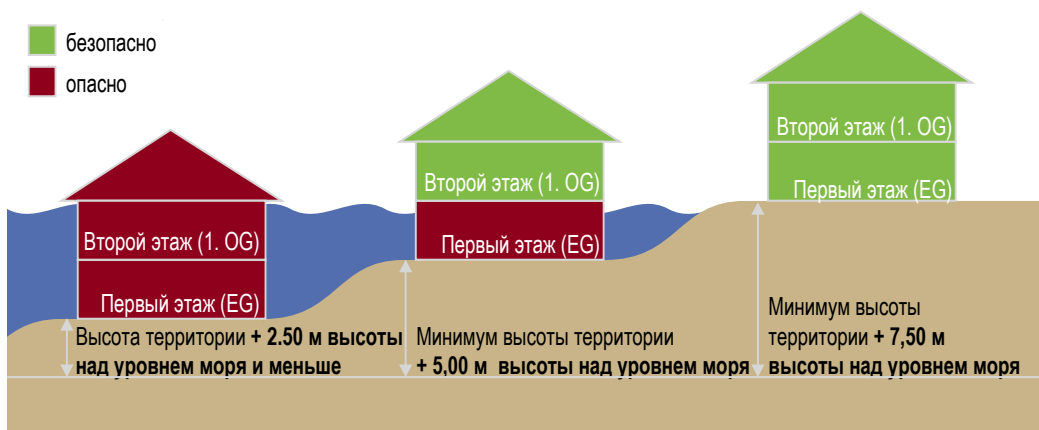 безопасно
опасно
Второй этаж (1. OG)
Первый этаж (EG)
Высота территории + 2.50 м высоты
над уровнем моря и меньше
Второй этаж (1. OG)
Первый этаж (EG)
Минимум высоты территории
+ 5,00 м высоты над уровнем моря
Второй этаж (1. OG)
Первый этаж (EG)
Минимум высоты
территории + 7,50 м
высоты над уровнем моря